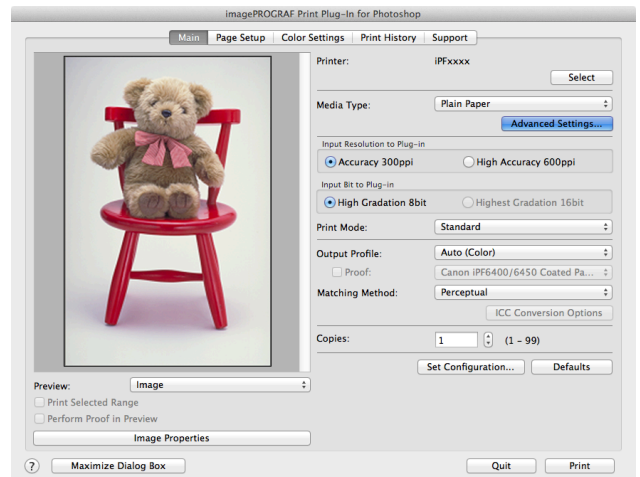 imagePROGRAF Print Plug-In for Photoshop
Main Page Setup Color Settings Print History Support
Printer: iPFxxxx
Select
Media Type: Plain Paper
Advanced Settings...
Input Resolution to Plug-in
Accuracy 300ppi High Accuracy 600ppi
Input Bit to Plug-in
High Gradation 8bit Highest Gradation 16bit
Print Mode: Standard
Output Profile: Auto (Color)
Proof: Canon iPF6400/6450 Coated Pa...
Matching Method: Perceptual
ICC Conversion Options
Copies: 1 (1 - 99)
Set Configuration... Defaults
Preview: Image
Print Selected Range
Perform Proof in Preview
Image Properties
? Maximize Dialog Box Quit Print